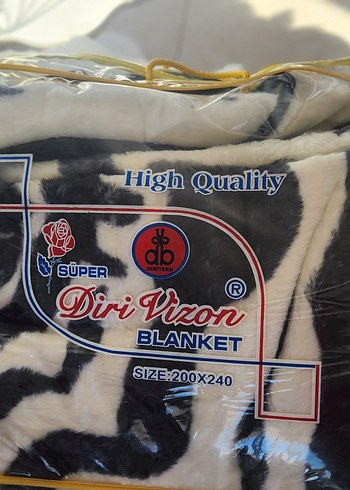 High Quality
db
SÜPER
®
Diri Vizon
BLANKET
SIZE:200X240